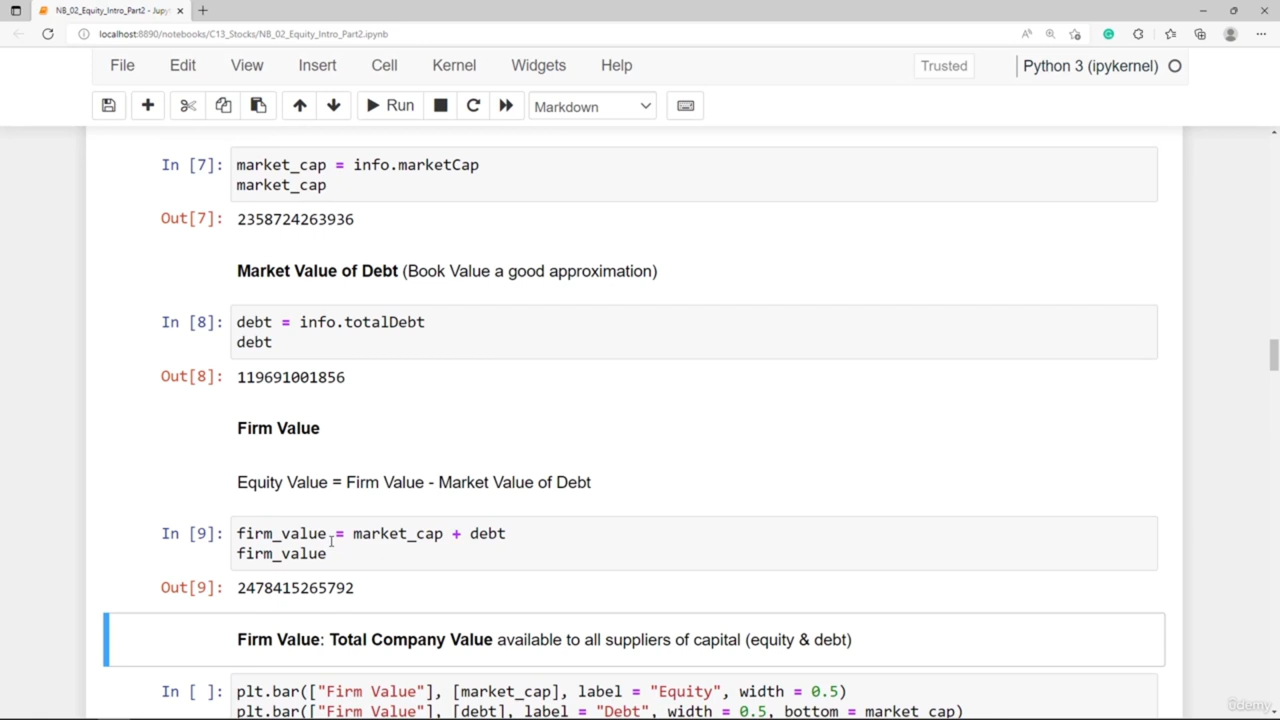 NB_02_Equity_Intro_Part2 - Jupy
localhost:8890/notebooks/C13_Stocks/NB_02_Equity_Intro_Part2.ipynb
File Edit View Insert Cell Kernel Widgets Help Trusted Python 3 (ipykernel)
Run Markdown
In [7]: market_cap = info.marketCap
market_cap
Out[7]: 2358724263936
Market Value of Debt (Book Value a good approximation)
In [8]: debt = info.totalDebt
debt
Out[8]: 119691001856
Firm Value
Equity Value = Firm Value - Market Value of Debt
In [9]: firm_value = market_cap + debt
firm_value
Out[9]: 2478415265792
Firm Value: Total Company Value available to all suppliers of capital (equity & debt)
In [ ]: plt.bar(["Firm Value"], [market_cap], label = "Equity", width = 0.5)
plt.bar(["Firm Value"], [debt], label = "Debt", width = 0.5, bottom = market_cap)
ûdemy